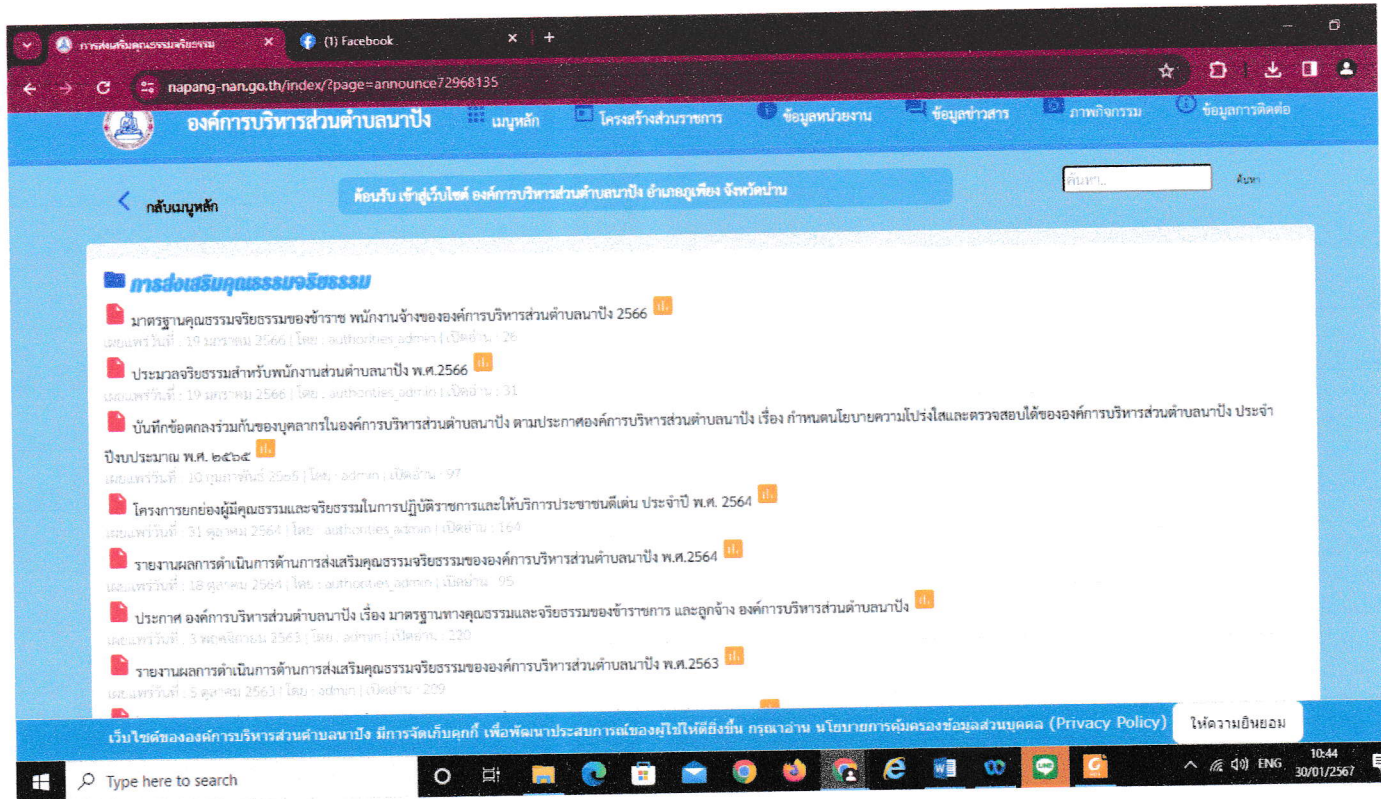 การส่งเสริมคุณธรรมจริยธรรม
(1) Facebook
napang-nan.go.th/index/?page=announce72968135
องค์การบริหารส่วนตำบลนาปัง เมนูหลัก โครงสร้างส่วนราชการ ข้อมูลหน่วยงาน ข้อมูลข่าวสาร ภาพกิจกรรม ข้อมูลการติดต่อ
กลับเมนูหลัก
ต้อนรับ เข้าสู่เว็บไซต์ องค์การบริหารส่วนตำบลนาปัง อำเภอภูเพียง จังหวัดน่าน
ค้นหา.. ค้นหา
การส่งเสริมคุณธรรมจริยธรรม
มาตรฐานคุณธรรมจริยธรรมของข้าราช พนักงานจ้างขององค์การบริหารส่วนตำบลนาปัง 2566
เผยแพร่วันที่ : 19 มกราคม 2566 | โดย : authorities_admin | เปิดอ่าน : 26
ประมวลจริยธรรมสำหรับพนักงานส่วนตำบลนาปัง พ.ศ.2566
เผยแพร่วันที่ : 19 มกราคม 2566 | โดย : authorities_admin | เปิดอ่าน : 31
บันทึกข้อตกลงร่วมกันของบุคลากรในองค์การบริหารส่วนตำบลนาปัง ตามประกาศองค์การบริหารส่วนตำบลนาปัง เรื่อง กำหนดนโยบายความโปร่งใสและตรวจสอบได้ขององค์การบริหารส่วนตำบลนาปัง ประจำ
ปีงบประมาณ พ.ศ. ๒๕๖๕
เผยแพร่วันที่ : 10 กุมภาพันธ์ 2565 | โดย : admin | เปิดอ่าน : 97
โครงการยกย่องผู้มีคุณธรรมและจริยธรรมในการปฏิบัติราชการและให้บริการประชาชนดีเด่น ประจำปี พ.ศ. 2564
เผยแพร่วันที่ : 31 ตุลาคม 2564 | โดย : authorities_admin | เปิดอ่าน : 164
รายงานผลการดำเนินการด้านการส่งเสริมคุณธรรมจริยธรรมขององค์การบริหารส่วนตำบลนาปัง พ.ศ.2564
เผยแพร่วันที่ : 18 ตุลาคม 2564 | โดย : authorities_admin | เปิดอ่าน : 95
ประกาศ องค์การบริหารส่วนตำบลนาปัง เรื่อง มาตรฐานทางคุณธรรมและจริยธรรมของข้าราชการ และลูกจ้าง องค์การบริหารส่วนตำบลนาปัง
เผยแพร่วันที่ : 3 พฤศจิกายน 2563 | โดย : admin | เปิดอ่าน : 220
รายงานผลการดำเนินการด้านการส่งเสริมคุณธรรมจริยธรรมขององค์การบริหารส่วนตำบลนาปัง พ.ศ.2563
เผยแพร่วันที่ : 5 ตุลาคม 2563 | โดย : admin | เปิดอ่าน : 209
เว็บไซต์ขององค์การบริหารส่วนตำบลนาปัง มีการจัดเก็บคุกกี้ เพื่อพัฒนาประสบการณ์ของผู้ใช้ให้ดียิ่งขึ้น กรุณาอ่าน นโยบายการคุ้มครองข้อมูลส่วนบุคคล (Privacy Policy) ให้ความยินยอม
Type here to search
ENG
10:44
30/01/2567